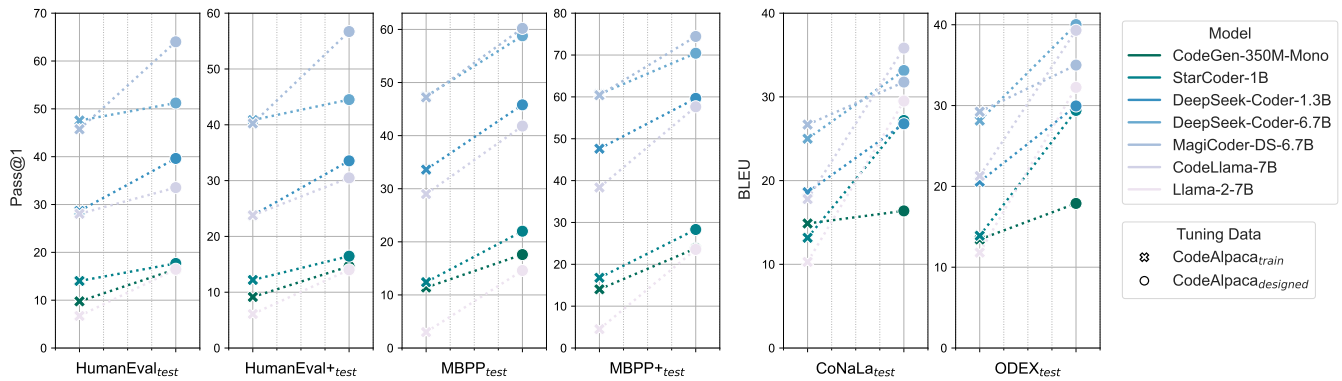 Pass@1
70
60
50
40
30
20
10
0
HumanEval_test
60
50
40
30
20
10
0
HumanEval+_test
60
50
40
30
20
10
0
MBPP_test
80
70
60
50
40
30
20
10
0
MBPP+_test
BLEU
40
30
20
10
0
CoNaLa_test
40
30
20
10
0
ODEX_test
Model
CodeGen-350M-Mono
StarCoder-1B
DeepSeek-Coder-1.3B
DeepSeek-Coder-6.7B
MagiCoder-DS-6.7B
CodeLlama-7B
Llama-2-7B
Tuning Data
CodeAlpaca_train
CodeAlpaca_designed